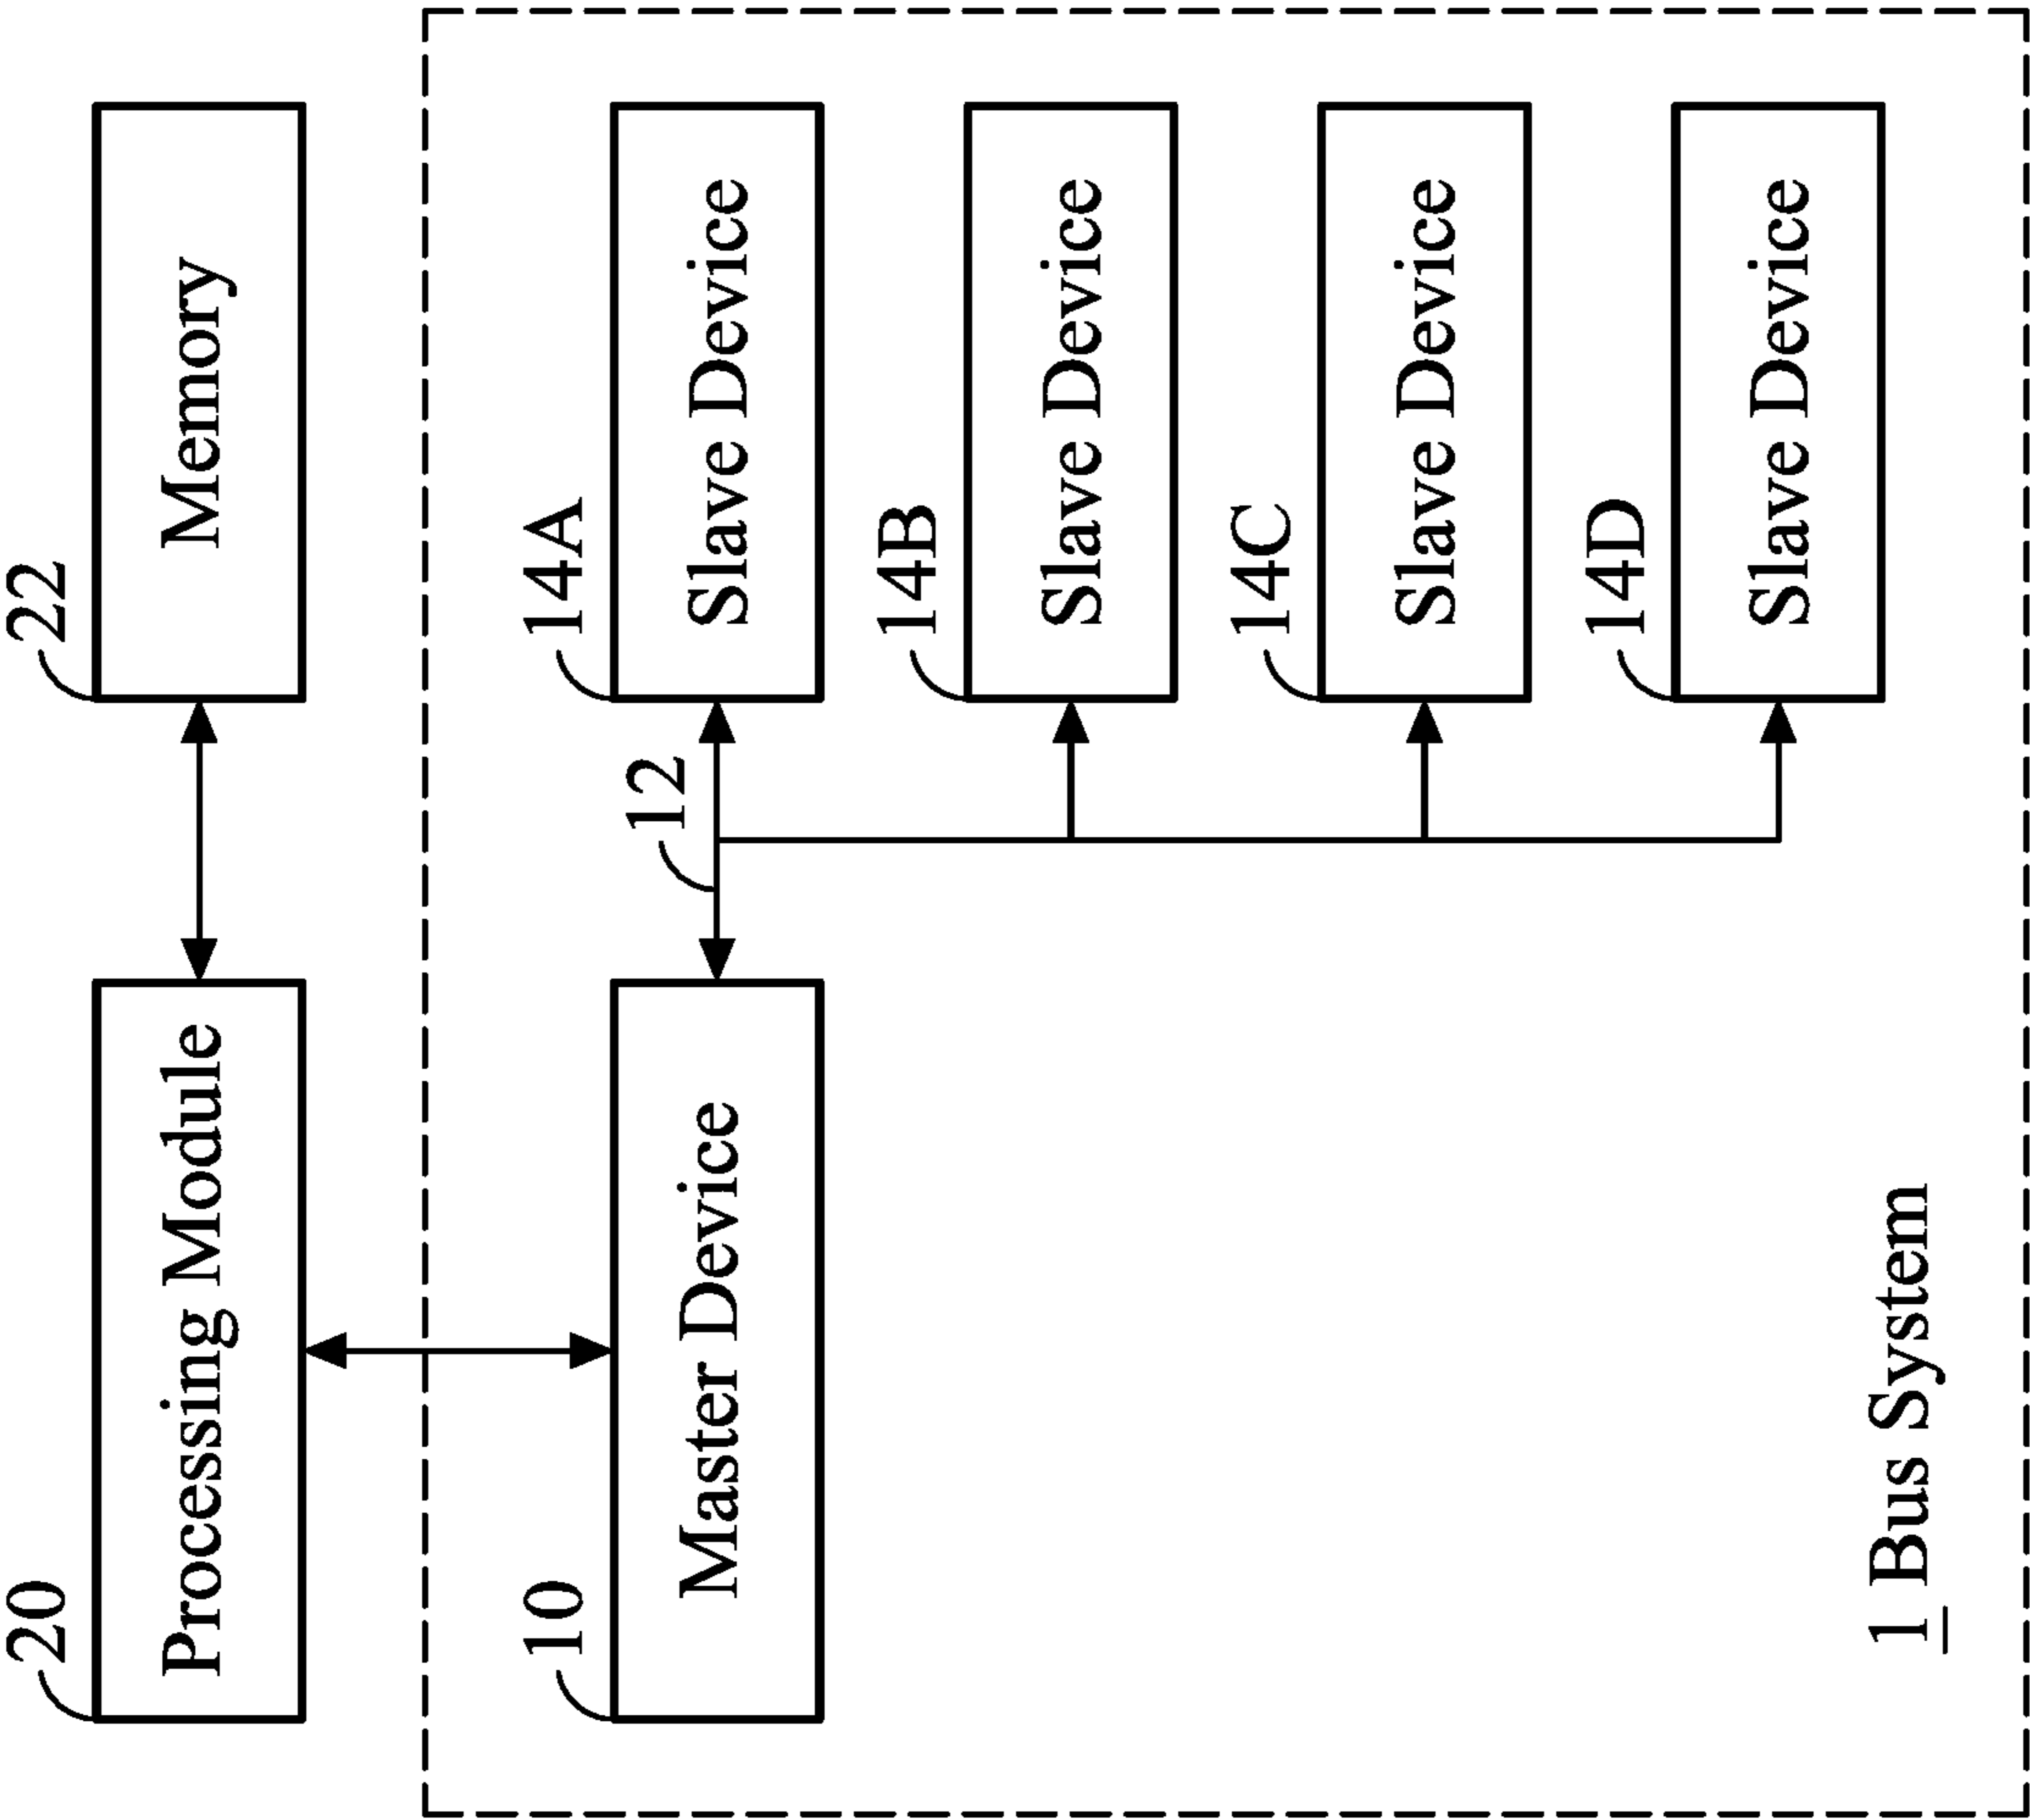 20
Processing Module
22
Memory
10
Master Device
12
14A
Slave Device
14B
Slave Device
14C
Slave Device
14D
Slave Device
1 Bus System